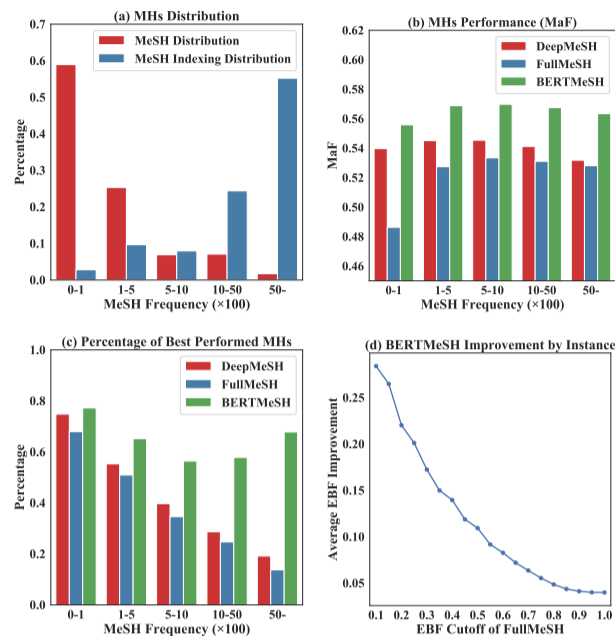 (a) MHs Distribution
0.7
0.6
0.5
0.4
0.3
0.2
0.1
0.0
Percentage
MeSH Distribution
MeSH Indexing Distribution
0-1 1-5 5-10 10-50 50-
MeSH Frequency (×100)
(b) MHs Performance (MaF)
0.62
0.60
0.58
0.56
0.54
0.52
0.50
0.48
0.46
MaF
DeepMeSH
FullMeSH
BERTMeSH
0-1 1-5 5-10 10-50 50-
MeSH Frequency (×100)
(c) Percentage of Best Performed MHs
1.0
0.8
0.6
0.4
0.2
0.0
Percentage
DeepMeSH
FullMeSH
BERTMeSH
0-1 1-5 5-10 10-50 50-
MeSH Frequency (×100)
(d) BERTMeSH Improvement by Instance
0.25
0.20
0.15
0.10
0.05
Average EBF Improvement
0.1 0.2 0.3 0.4 0.5 0.6 0.7 0.8 0.9 1.0
EBF Cutoff of FullMeSH